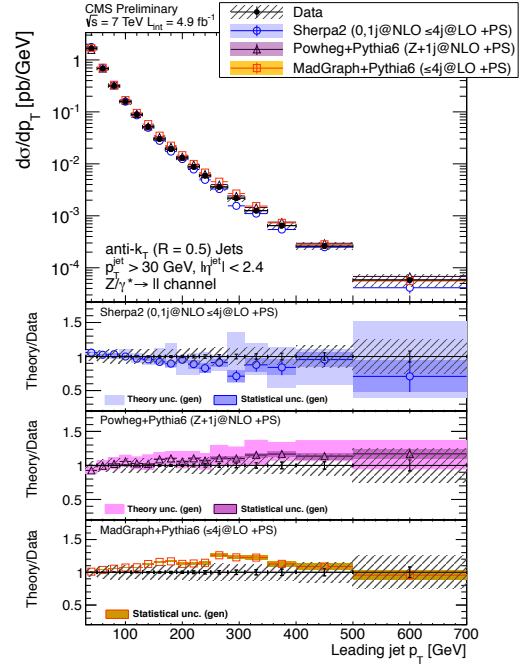 CMS Preliminary
√s = 7 TeV L_int = 4.9 fb⁻¹
Data
Sherpa2 (0,1j@NLO ≤4j@LO +PS)
Powheg+Pythia6 (Z+1j@NLO +PS)
MadGraph+Pythia6 (≤4j@LO +PS)
dσ/dp_T [pb/GeV]
1
10⁻¹
10⁻²
10⁻³
10⁻⁴
anti-k_T (R = 0.5) Jets
p_T^jet > 30 GeV, |η^jet| < 2.4
Z/γ*→ ll channel
Sherpa2 (0,1j@NLO ≤4j@LO +PS)
Theory/Data
1.5
1
0.5
Theory unc. (gen)
Statistical unc. (gen)
Powheg+Pythia6 (Z+1j@NLO +PS)
Theory/Data
1.5
1
Theory unc. (gen)
Statistical unc. (gen)
MadGraph+Pythia6 (≤4j@LO +PS)
Theory/Data
1.5
1
0.5
Statistical unc. (gen)
100 200 300 400 500 600 700
Leading jet p_T [GeV]